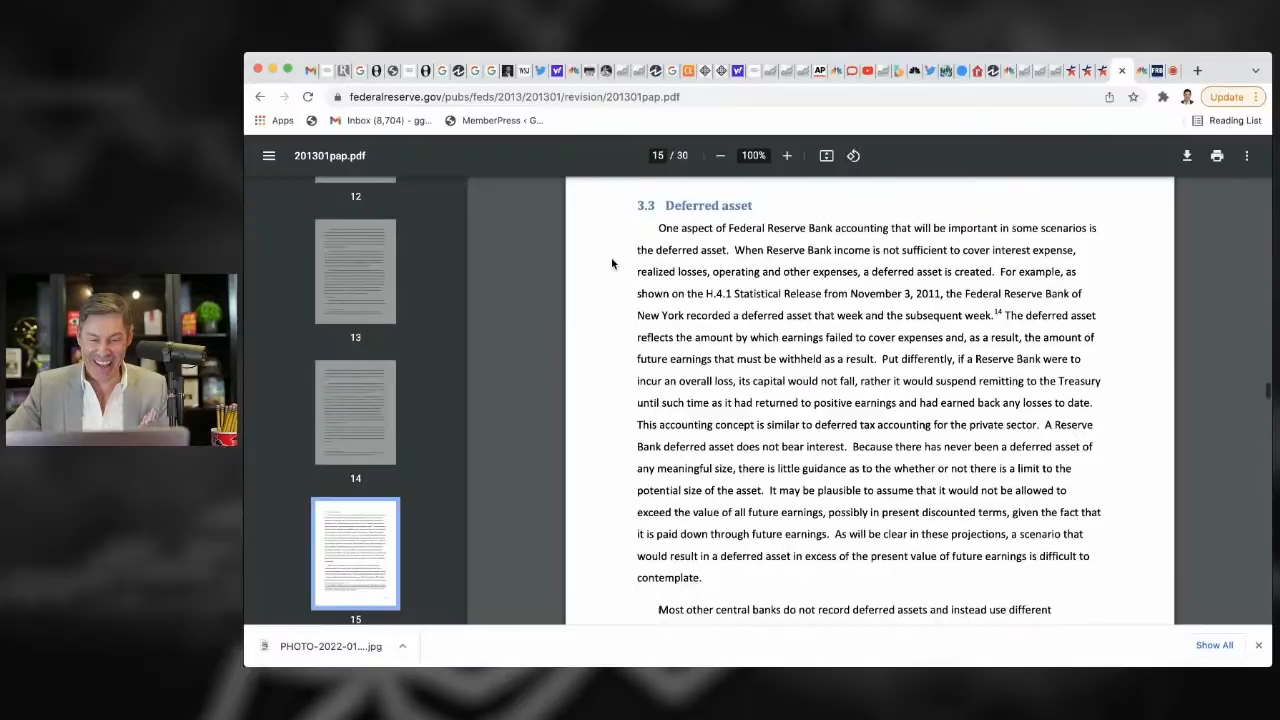 federalreserve.gov/pubs/feds/2013/201301/revision/201301pap.pdf
Update
Apps
Inbox (8,704) - gg...
MemberPress ‹ G...
Reading List
201301pap.pdf
15 / 30
100%
12
13
14
15
3.3 Deferred asset
One aspect of Federal Reserve Bank accounting that will be important in some scenarios is
the deferred asset. When Reserve Bank income is not sufficient to cover interest expense,
realized losses, operating and other expenses, a deferred asset is created. For example, as
shown on the H.4.1 Statistical Release from November 3, 2011, the Federal Reserve Bank of
New York recorded a deferred asset that week and the subsequent week.14 The deferred asset
reflects the amount by which earnings failed to cover expenses and, as a result, the amount of
future earnings that must be withheld as a result. Put differently, if a Reserve Bank were to
incur an overall loss, its capital would not fall, rather it would suspend remitting to the Treasury
until such time as it had returned to positive earnings and had earned back any losses to date.
This accounting concept is similar to deferred tax accounting for the private sector. A Reserve
Bank deferred asset does not bear interest. Because there has never been a deferred asset of
any meaningful size, there is little guidance as to the whether or not there is a limit to the
potential size of the asset. It may be plausible to assume that it would not be allowed to
exceed the value of all future earnings, possibly in present discounted terms, given the fact that
it is paid down through future earnings. As will be clear in these projections, a scenario that
would result in a deferred asset in excess of the present value of future earnings is difficult to
contemplate.
Most other central banks do not record deferred assets and instead use different
PHOTO-2022-01....jpg
Show All